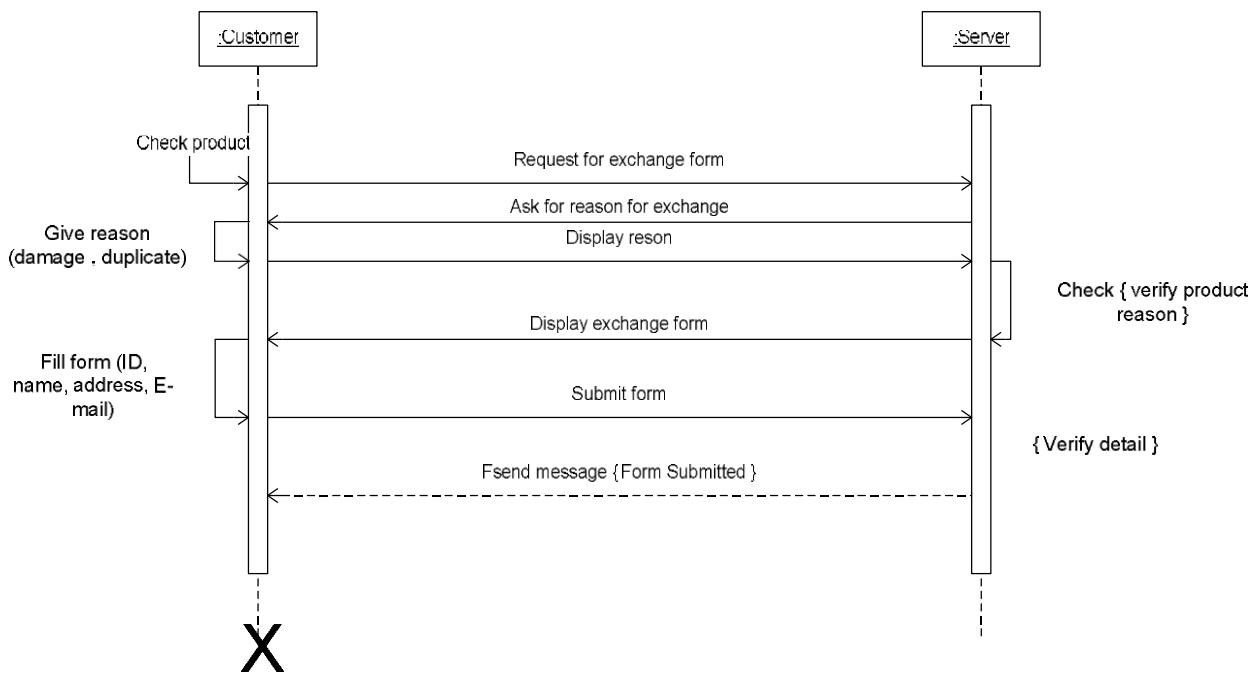 :Customer
:Server
Check product
Request for exchange form
Ask for reason for exchange
Give reason
(damage , duplicate)
Display reson
Check { verify product
reason }
Display exchange form
Fill form (ID,
name, address, E-
mail)
Submit form
{ Verify detail }
Fsend message { Form Submitted }
X